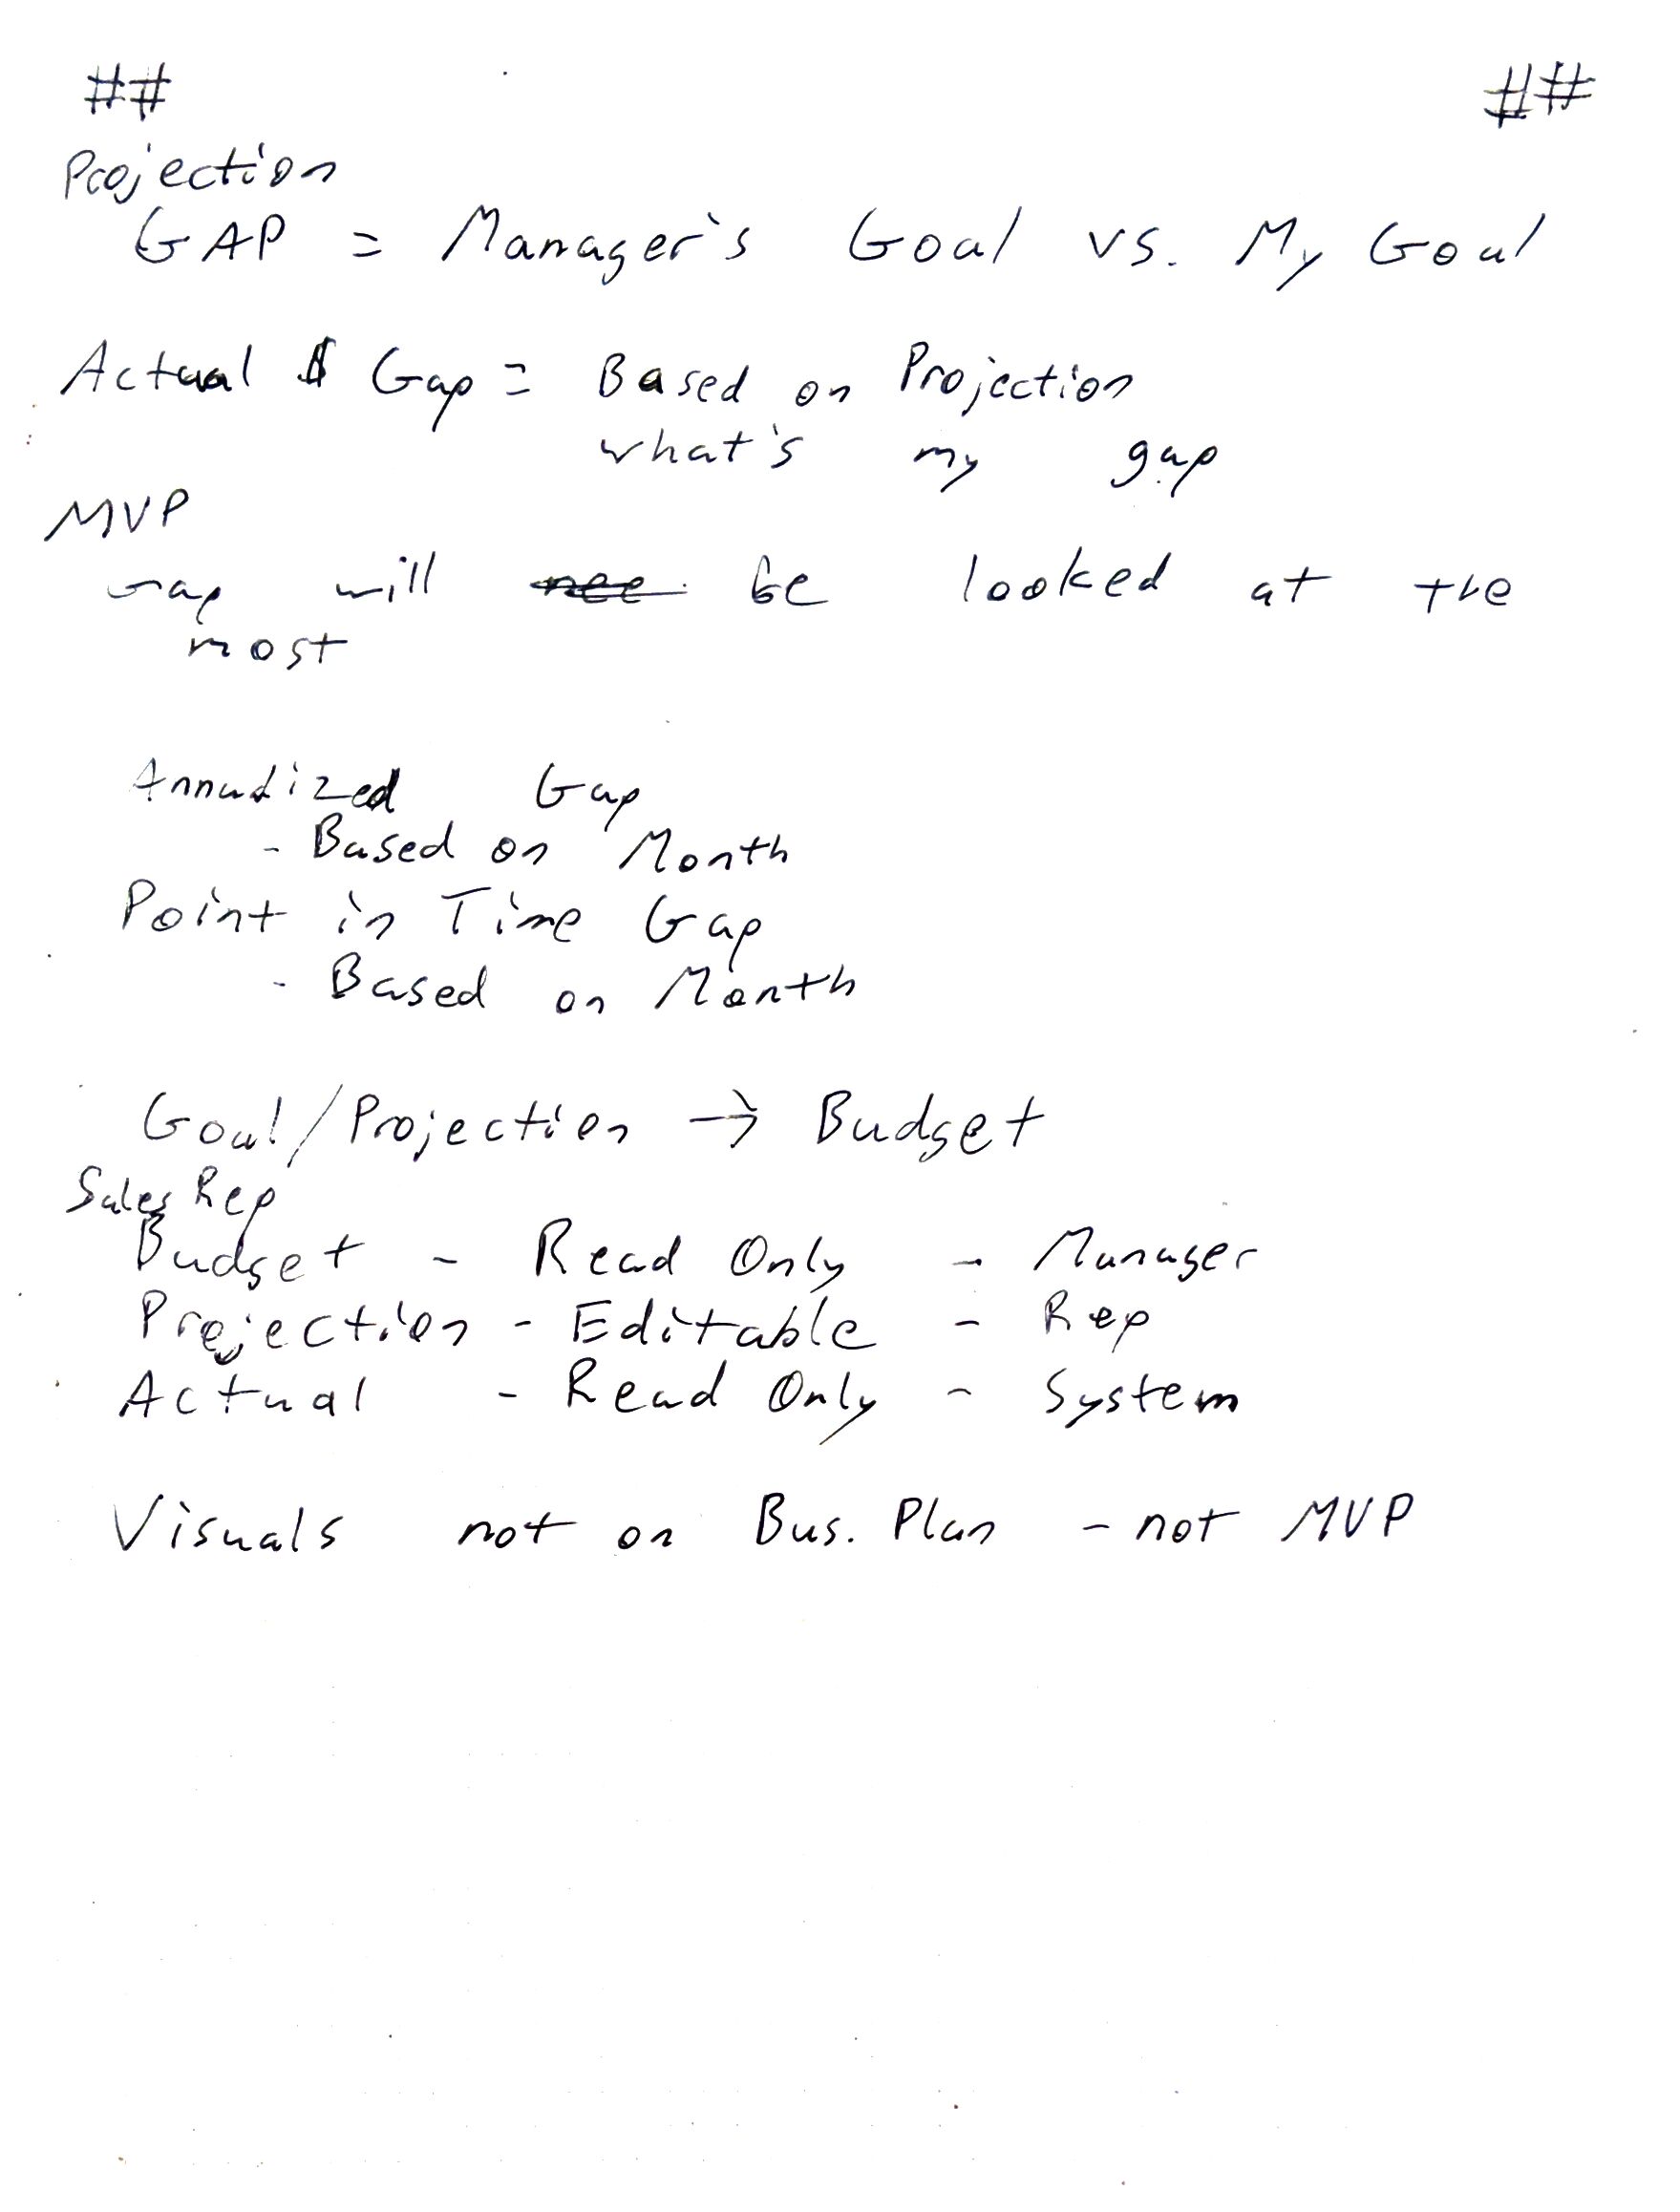 ## ##
Projection
GAP = Manager's Goal vs. My Goal
Actual $ Gap = Based on Projection
what's my gap
MVP
Gap will nee be looked at the
most
Annualized Gap
- Based on Month
Point in Time Gap
- Based on Month
Goal/Projection → Budget
Sales Rep
Budget - Read Only - Manager
Projection - Editable - Rep
Actual - Read Only - System
Visuals not on Bus. Plan - not MVP